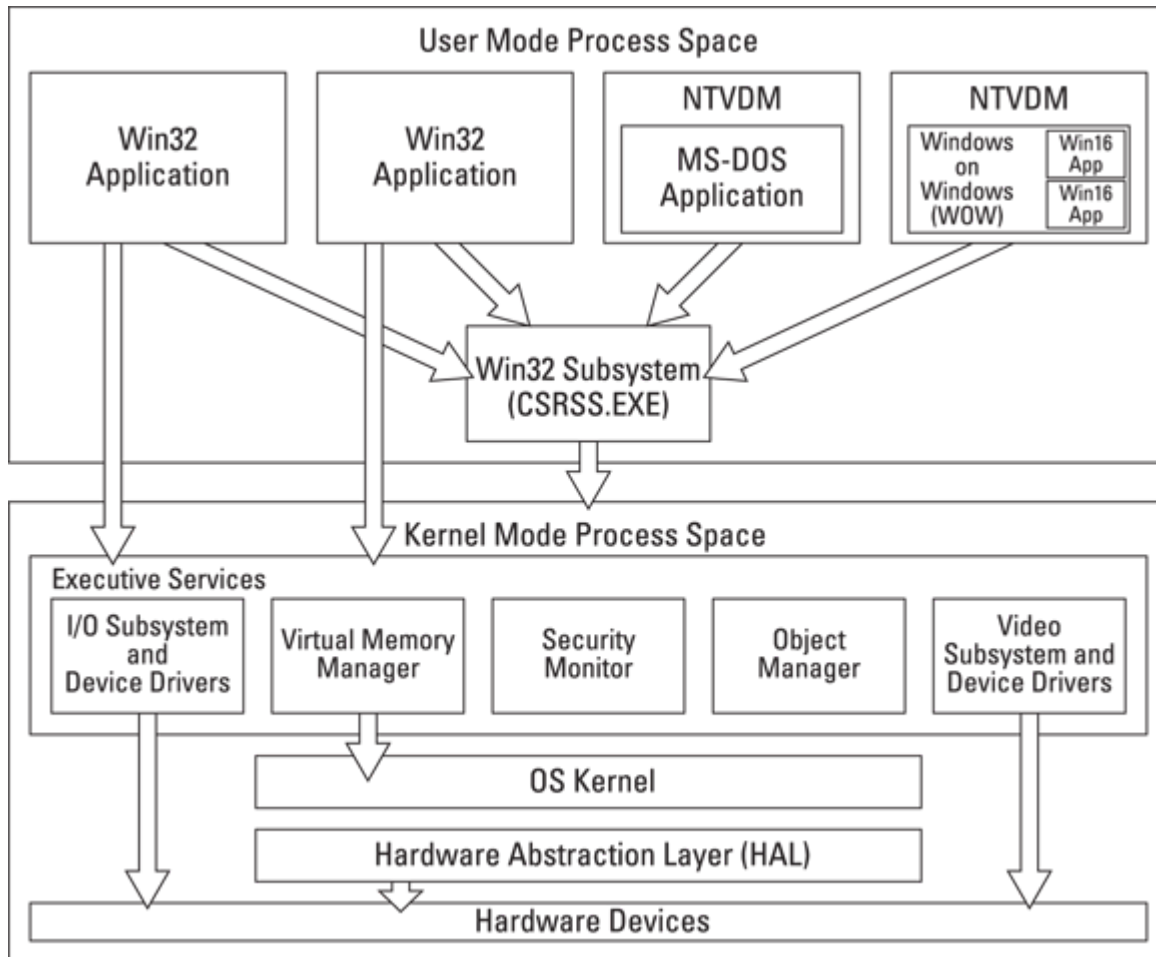 User Mode Process Space
Win32
Application
Win32
Application
NTVDM
MS-DOS
Application
NTVDM
Windows
on
Windows
(WOW)
Win16
App
Win16
App
Win32 Subsystem
(CSRSS.EXE)
Kernel Mode Process Space
Executive Services
I/O Subsystem
and
Device Drivers
Virtual Memory
Manager
Security
Monitor
Object
Manager
Video
Subsystem and
Device Drivers
OS Kernel
Hardware Abstraction Layer (HAL)
Hardware Devices